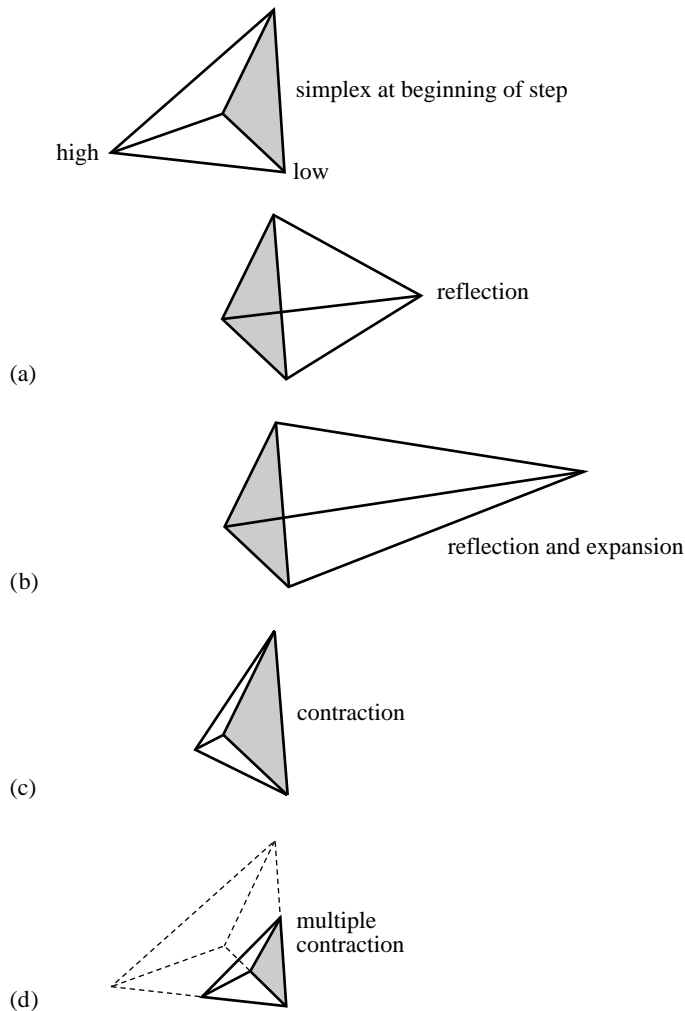 simplex at beginning of step
high
low
reflection
(a)
reflection and expansion
(b)
contraction
(c)
multiple
contraction
(d)